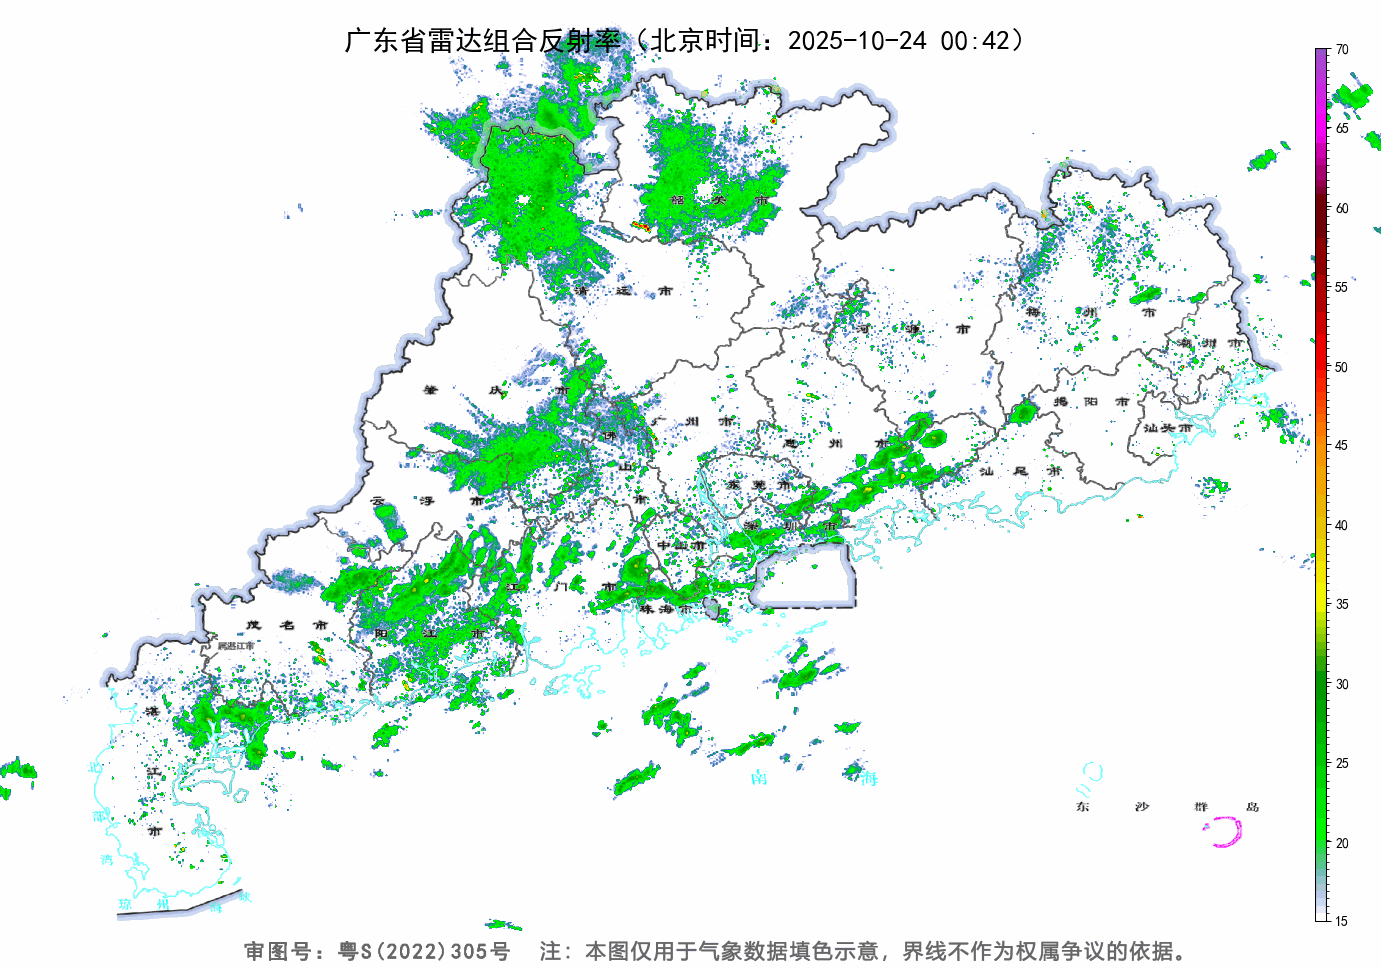 广东省雷达组合反射率（北京时间：2025-10-24 00:42）
70
65
60
55
50
45
40
35
30
25
20
15
韶关市
清远市
梅州市
河源市
潮州市
肇庆市
揭阳市
广州市
汕头市
佛山市
惠州市
汕尾市
东莞市
云浮市
深圳市
中山市
江门市
珠海市
茂名市
阳江市
属湛江市
湛江市
南海
北部湾
东沙群岛
琼州海峡
审图号：粤S(2022)305号 注：本图仅用于气象数据填色示意，界线不作为权属争议的依据。